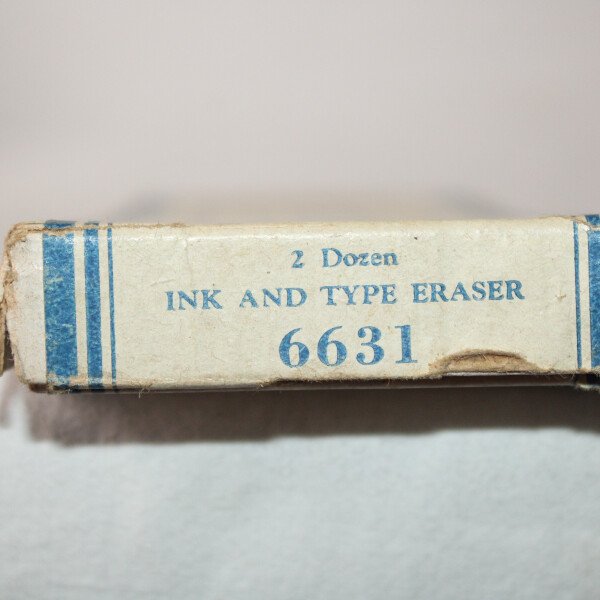 2 Dozen
INK AND TYPE ERASER
6631